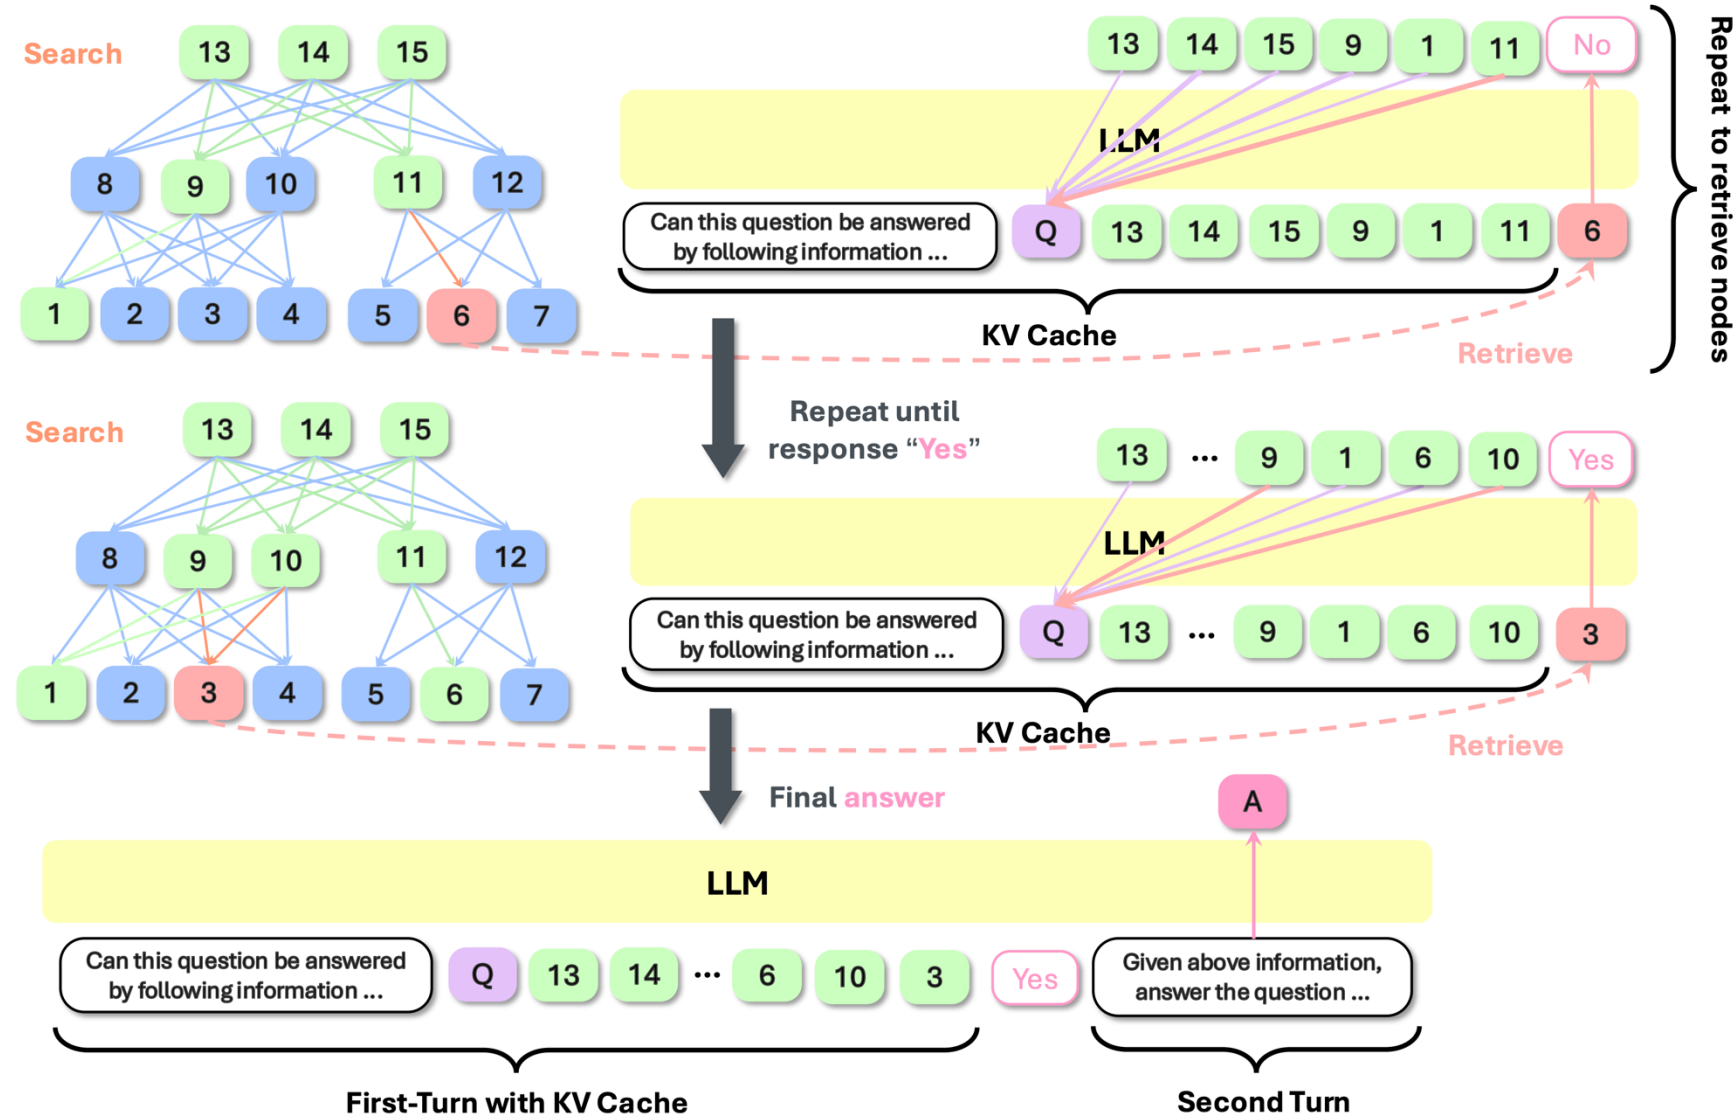 Search
13 14 15
8 9 10 11 12
1 2 3 4 5 6 7
13 14 15 9 1 11 No
LLM
Can this question be answered
by following information ...
Q 13 14 15 9 1 11 6
KV Cache
Retrieve
Repeat to retrieve nodes
Repeat until
response “Yes”
Search
13 14 15
8 9 10 11 12
1 2 3 4 5 6 7
13 ... 9 1 6 10 Yes
LLM
Can this question be answered
by following information ...
Q 13 ... 9 1 6 10 3
KV Cache
Retrieve
Final answer
A
LLM
Can this question be answered
by following information ...
Q 13 14 ... 6 10 3 Yes
Given above information,
answer the question ...
First-Turn with KV Cache
Second Turn